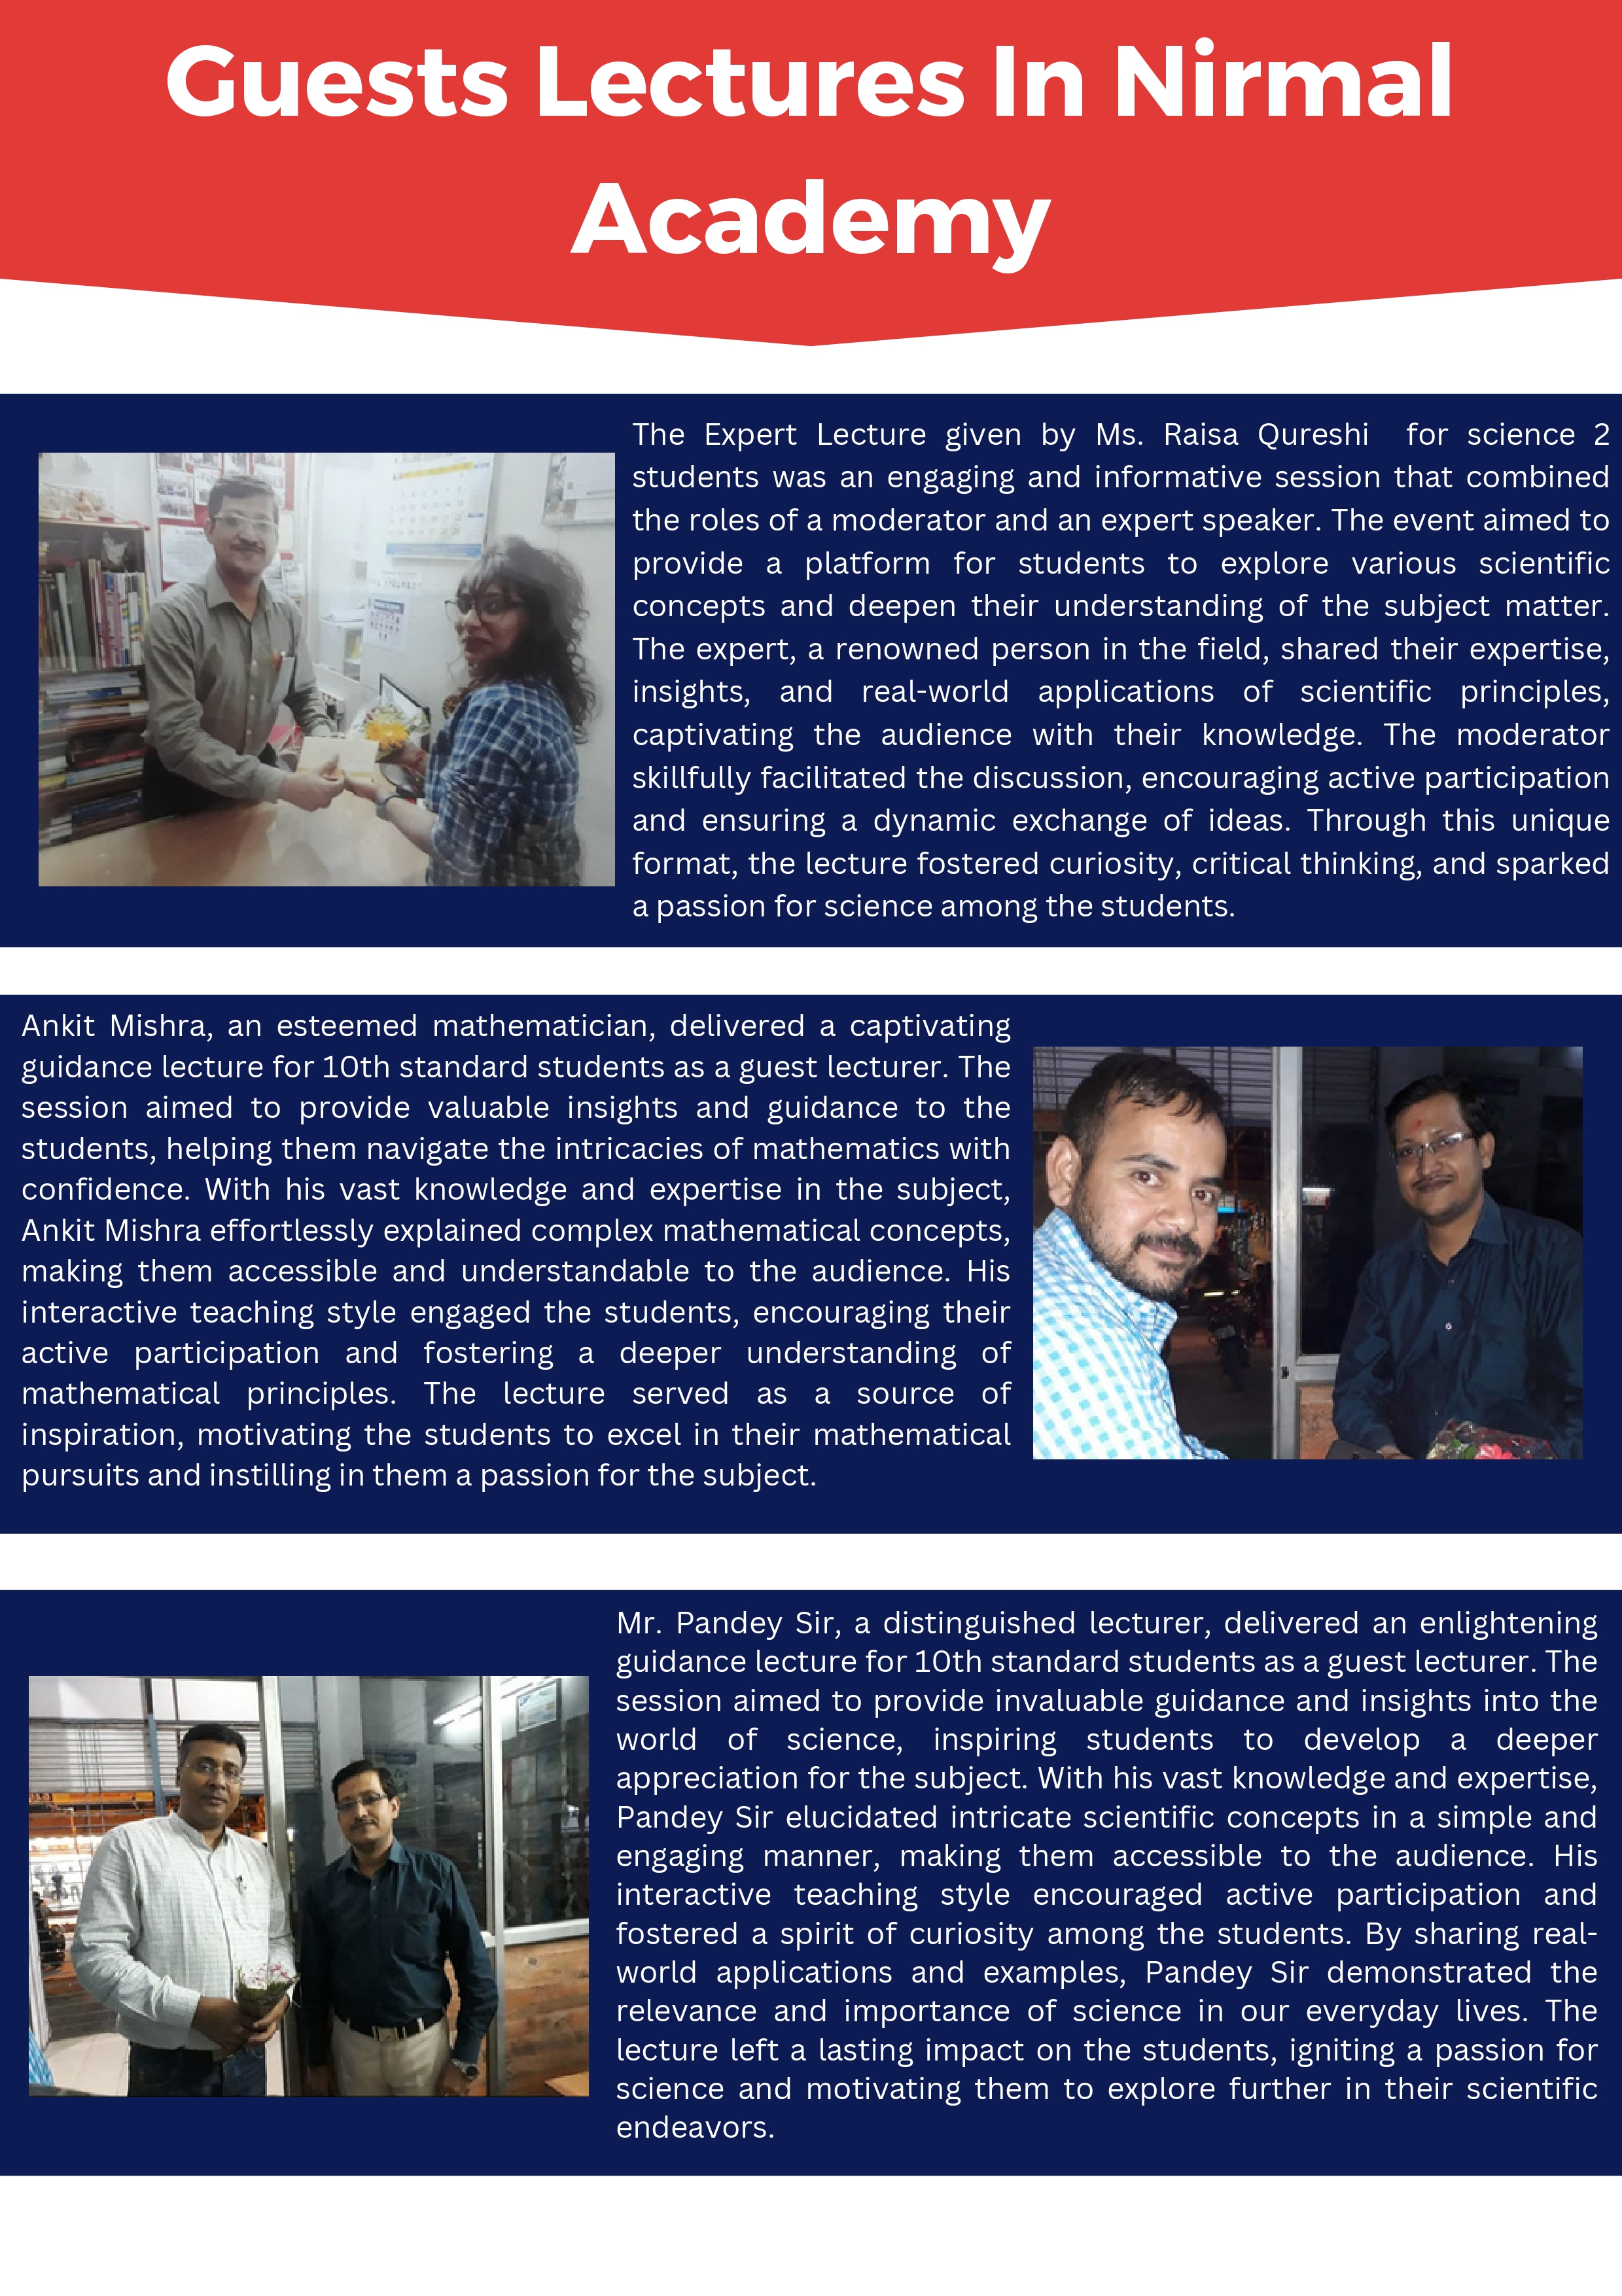 Guests Lectures In Nirmal
Academy
The Expert Lecture given by Ms. Raisa Qureshi for science 2
students was an engaging and informative session that combined
the roles of a moderator and an expert speaker. The event aimed to
provide a platform for students to explore various scientific
concepts and deepen their understanding of the subject matter.
The expert, a renowned person in the field, shared their expertise,
insights, and real-world applications of scientific principles,
captivating the audience with their knowledge. The moderator
skillfully facilitated the discussion, encouraging active participation
and ensuring a dynamic exchange of ideas. Through this unique
format, the lecture fostered curiosity, critical thinking, and sparked
a passion for science among the students.
Ankit Mishra, an esteemed mathematician, delivered a captivating
guidance lecture for 10th standard students as a guest lecturer. The
session aimed to provide valuable insights and guidance to the
students, helping them navigate the intricacies of mathematics with
confidence. With his vast knowledge and expertise in the subject,
Ankit Mishra effortlessly explained complex mathematical concepts,
making them accessible and understandable to the audience. His
interactive teaching style engaged the students, encouraging their
active participation and fostering a deeper understanding of
mathematical principles. The lecture served as a source of
inspiration, motivating the students to excel in their mathematical
pursuits and instilling in them a passion for the subject.
Mr. Pandey Sir, a distinguished lecturer, delivered an enlightening
guidance lecture for 10th standard students as a guest lecturer. The
session aimed to provide invaluable guidance and insights into the
world of science, inspiring students to develop a deeper
appreciation for the subject. With his vast knowledge and expertise,
Pandey Sir elucidated intricate scientific concepts in a simple and
engaging manner, making them accessible to the audience. His
interactive teaching style encouraged active participation and
fostered a spirit of curiosity among the students. By sharing real-
world applications and examples, Pandey Sir demonstrated the
relevance and importance of science in our everyday lives. The
lecture left a lasting impact on the students, igniting a passion for
science and motivating them to explore further in their scientific
endeavors.